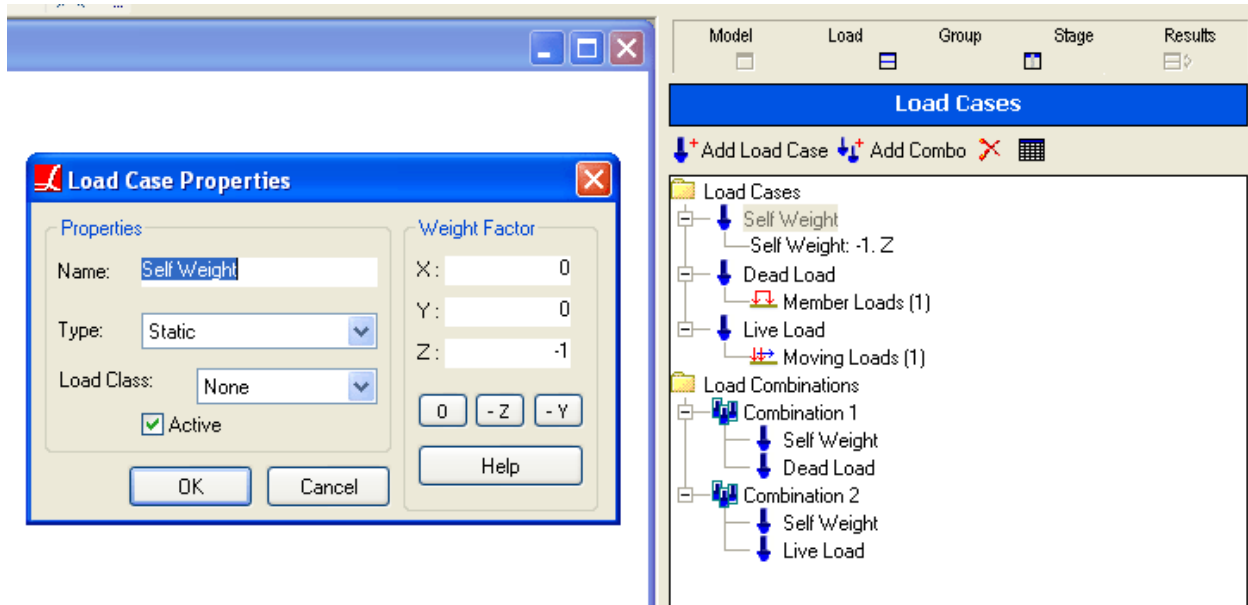 Model Load Group Stage Results
Load Cases
Add Load Case Add Combo
Load Case Properties
Properties
Name: Self Weight
Type: Static
Load Class: None
Active
OK Cancel
Weight Factor
X: 0
Y: 0
Z: -1
0 -Z -Y
Help
Load Cases
Self Weight
Self Weight: -1. Z
Dead Load
Member Loads (1)
Live Load
Moving Loads (1)
Load Combinations
Combination 1
Self Weight
Dead Load
Combination 2
Self Weight
Live Load